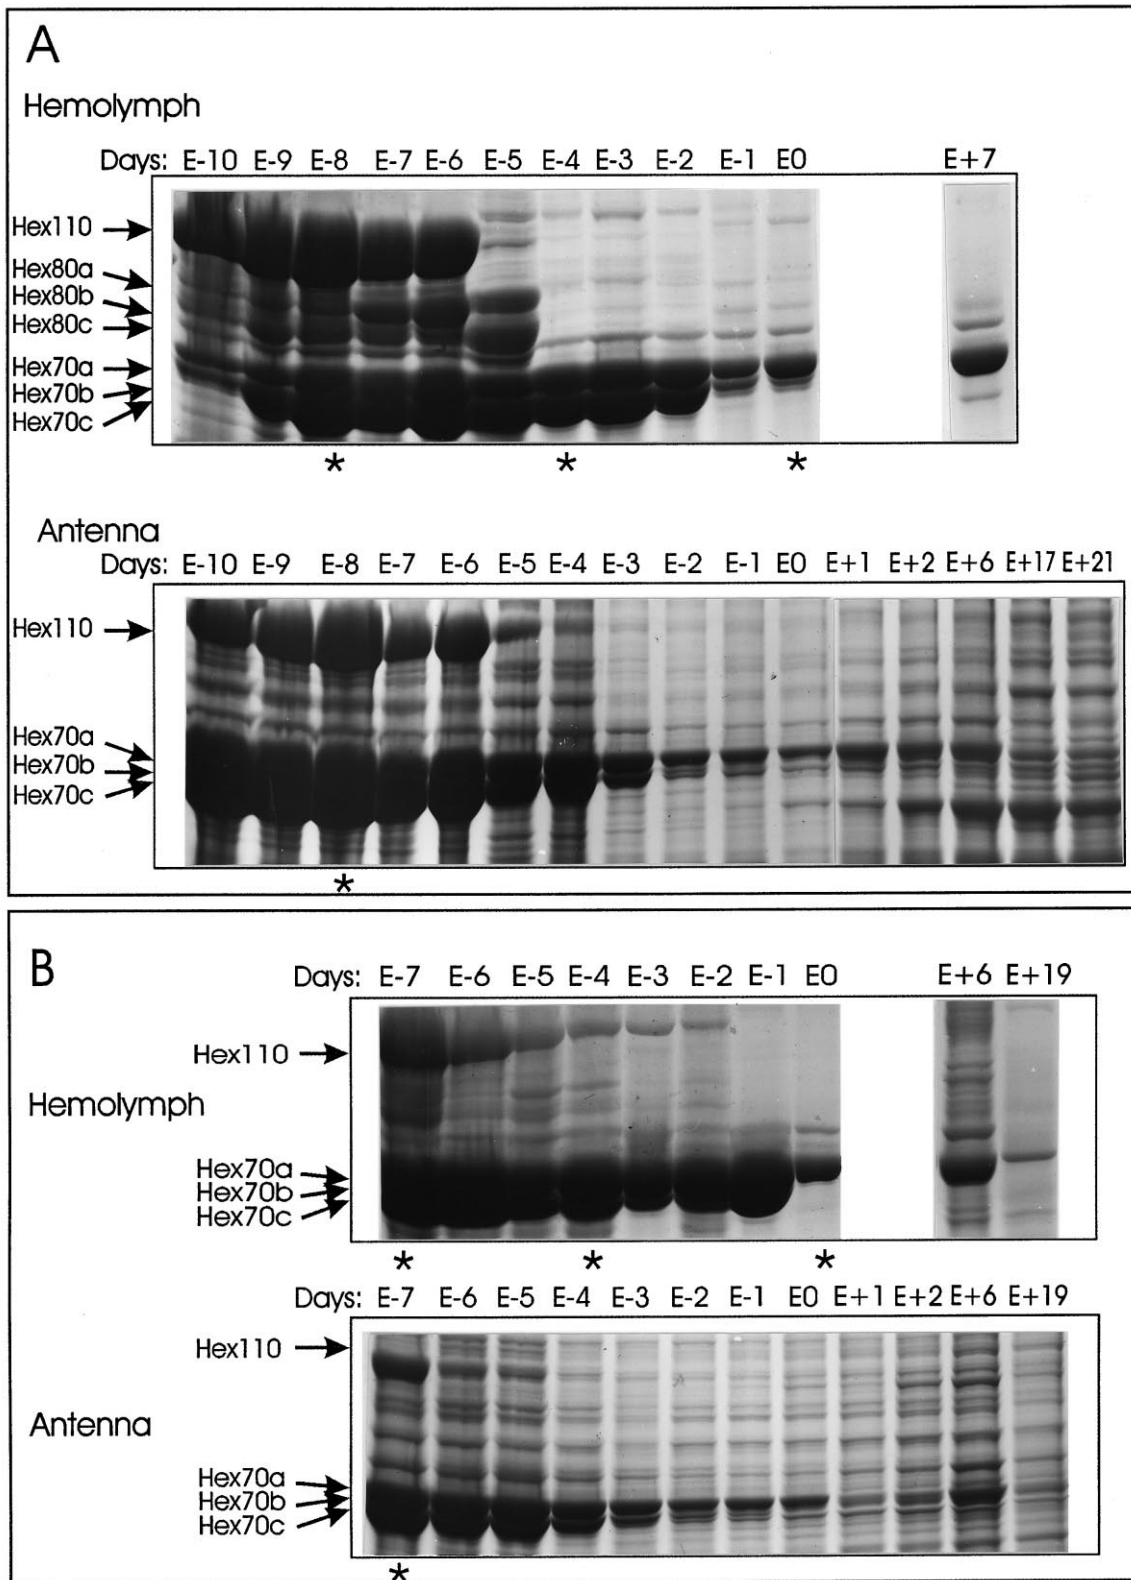 A
Hemolymph
Days: E-10 E-9 E-8 E-7 E-6 E-5 E-4 E-3 E-2 E-1 E0 E+7
Hex110
Hex80a
Hex80b
Hex80c
Hex70a
Hex70b
Hex70c
* * *
Antenna
Days: E-10 E-9 E-8 E-7 E-6 E-5 E-4 E-3 E-2 E-1 E0 E+1 E+2 E+6 E+17 E+21
Hex110
Hex70a
Hex70b
Hex70c
*
B
Days: E-7 E-6 E-5 E-4 E-3 E-2 E-1 E0 E+6 E+19
Hex110
Hemolymph
Hex70a
Hex70b
Hex70c
* * *
Days: E-7 E-6 E-5 E-4 E-3 E-2 E-1 E0 E+1 E+2 E+6 E+19
Hex110
Antenna
Hex70a
Hex70b
Hex70c
*